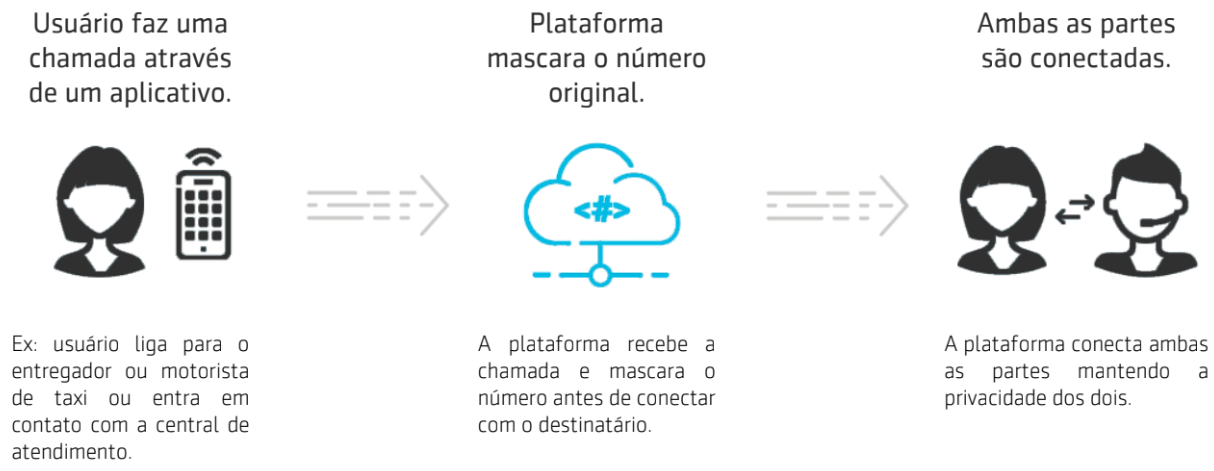 Usuário faz uma
chamada através
de um aplicativo.
Plataforma
mascara o número
original.
Ambas as partes
são conectadas.
<#>
Ex: usuário liga para o
entregador ou motorista
de taxi ou entra em
contato com a central de
atendimento.
A plataforma recebe a
chamada e mascara o
número antes de conectar
com o destinatário.
A plataforma conecta ambas
as partes mantendo a
privacidade dos dois.